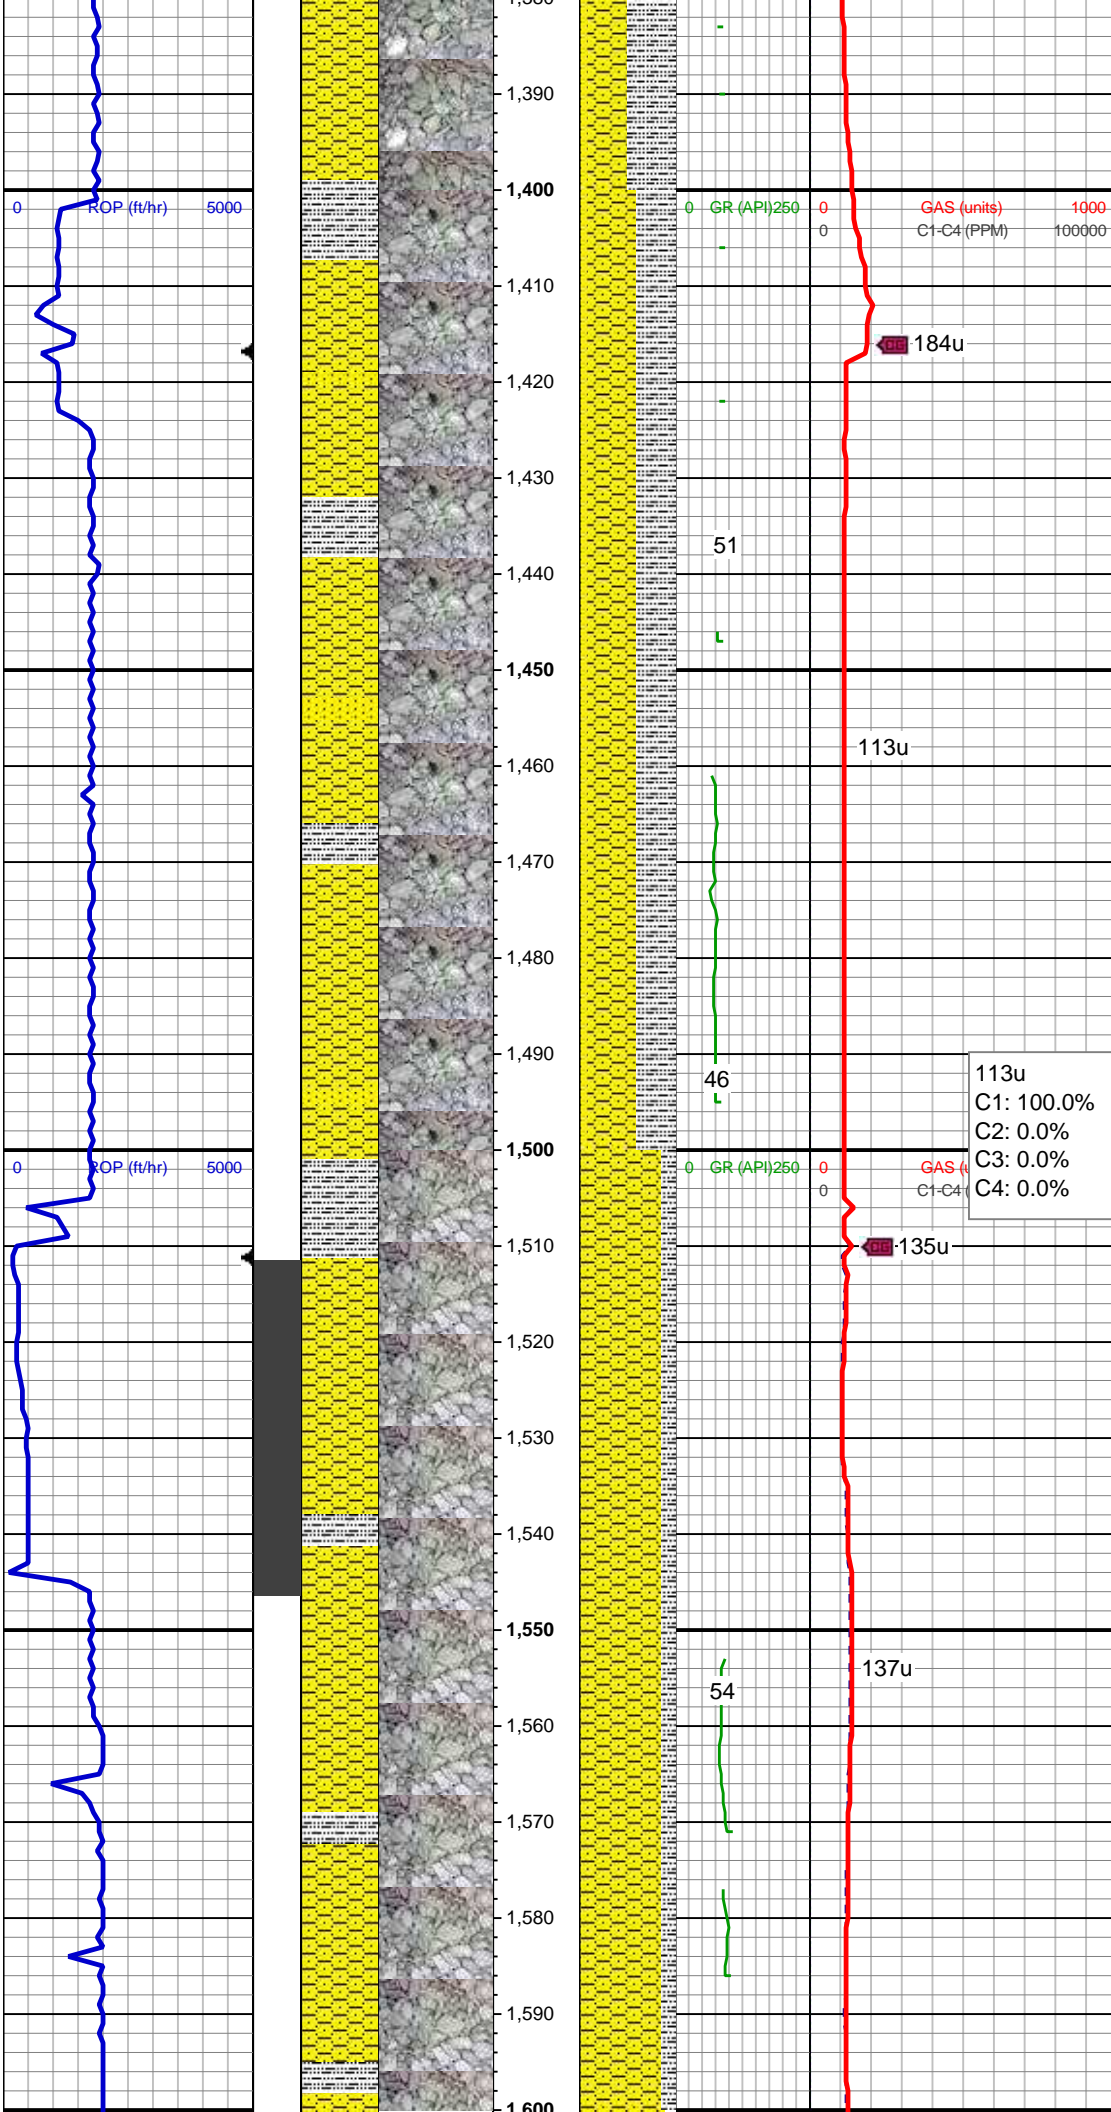 1,390
1,400
0 ROP (ft/hr) 5000
0 GR (API)250
0 GAS (units) 1000
0 C1-C4 (PPM) 100000
1,410
CG 184u
1,420
1,430
51
1,440
1,450
113u
1,460
1,470
1,480
1,490
46
113u
C1: 100.0%
C2: 0.0%
C3: 0.0%
C4: 0.0%
1,500
0 ROP (ft/hr) 5000
0 GR (API)250
0 GAS (u
0 C1-C4 (
1,510
CG 135u
1,520
1,530
1,540
1,550
137u
54
1,560
1,570
1,580
1,590
1,600